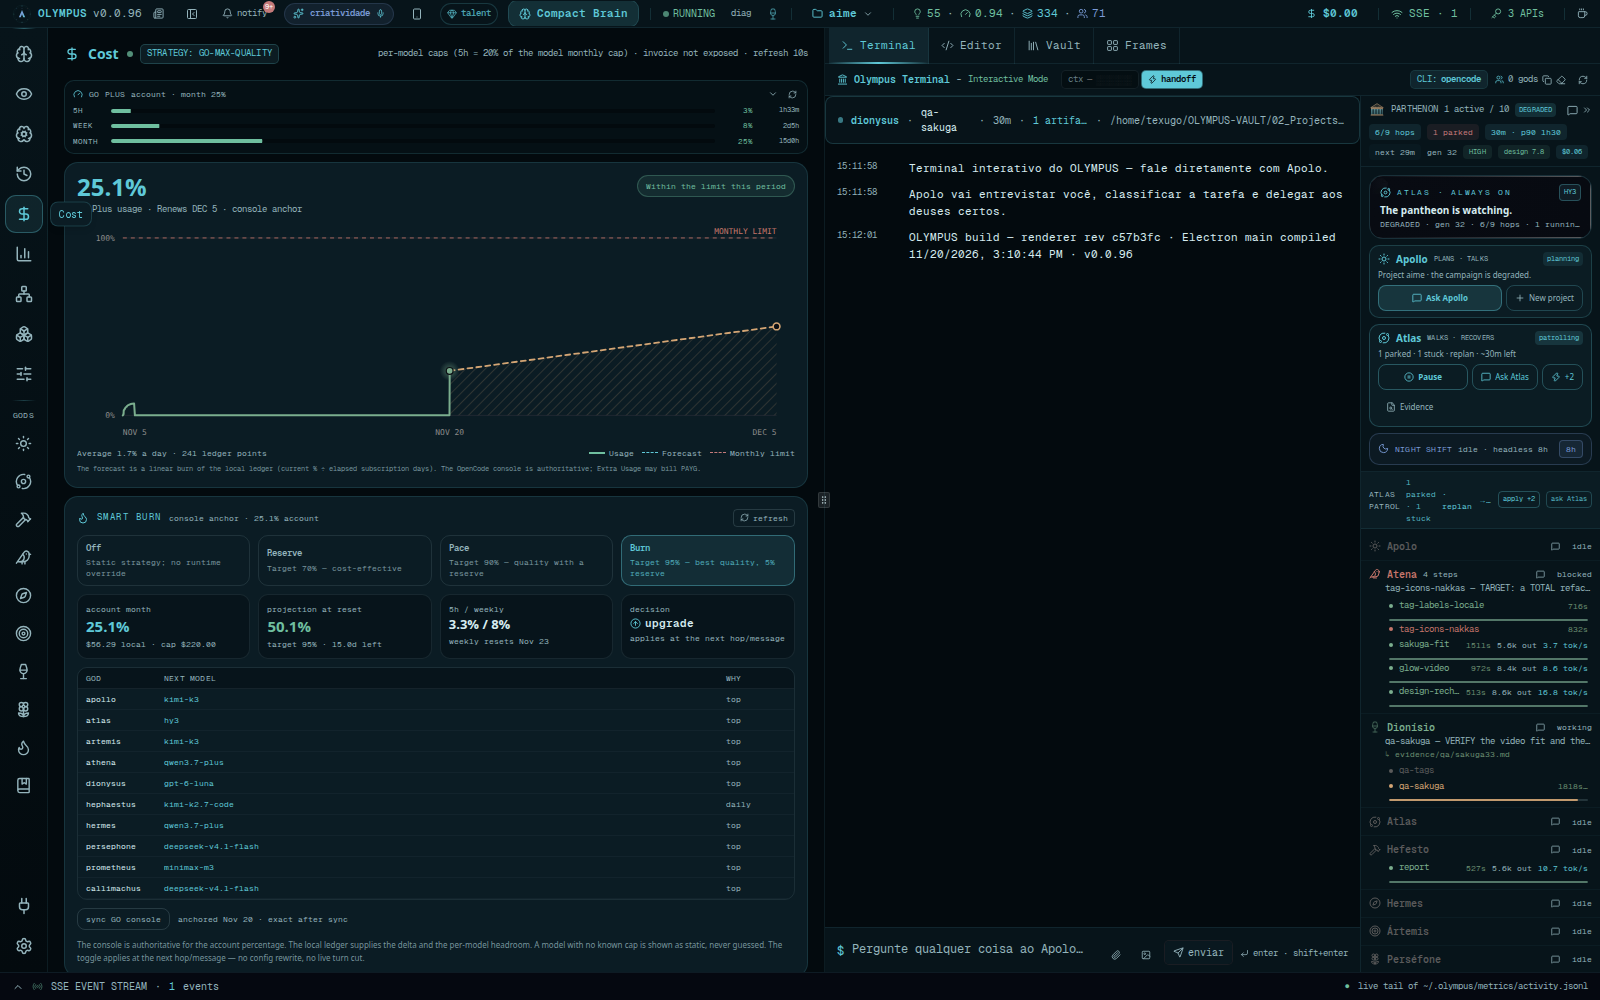 OLYMPUS v0.0.96
notify 9+
criatividade
talent
Compact Brain
RUNNING
diag
aime
55 · 0.94 · 334 · 71
$ $0.00
SSE · 1
3 APIs
$ Cost
STRATEGY: GO-MAX-QUALITY
per-model caps (5h = 20% of the model monthly cap) · invoice not exposed · refresh 10s
GO PLUS account · month 25%
5H 3% 1h33m
WEEK 8% 2d5h
MONTH 25% 15d0h
25.1%
Within the limit this period
Cost
Plus usage · Renews DEC 5 · console anchor
MONTHLY LIMIT
100%
0%
NOV 5 NOV 20 DEC 5
Average 1.7% a day · 241 ledger points
Usage Forecast Monthly limit
The forecast is a linear burn of the local ledger (current % ÷ elapsed subscription days). The OpenCode console is authoritative; Extra Usage may bill PAYG.
SMART BURN console anchor · 25.1% account
refresh
Off
Static strategy; no runtime
override
Reserve
Target 70% — cost-effective
Pace
Target 90% — quality with a
reserve
Burn
Target 95% — best quality, 5%
reserve
account month
25.1%
$56.29 local · cap $220.00
projection at reset
50.1%
target 95% · 15.0d left
5h / weekly
3.3% / 8%
weekly resets Nov 23
decision
upgrade
applies at the next hop/message
GOD NEXT MODEL WHY
apollo kimi-k3 top
atlas hy3 top
artemis kimi-k3 top
athena qwen3.7-plus top
dionysus gpt-6-luna top
hephaestus kimi-k2.7-code daily
hermes qwen3.7-plus top
persephone deepseek-v4.1-flash top
prometheus minimax-m3 top
callimachus deepseek-v4.1-flash top
sync GO console
anchored Nov 20 · exact after sync
The console is authoritative for the account percentage. The local ledger supplies the delta and the per-model headroom. A model with no known cap is shown as static, never guessed. The
toggle applies at the next hop/message — no config rewrite, no live turn cut.
GODS
Terminal
Editor
Vault
Frames
Olympus Terminal – Interactive Mode
ctx —
handoff
CLI: opencode
0 gods
dionysus · qa-sakuga · 30m · 1 artifa… · /home/texugo/OLYMPUS-VAULT/02_Projects…
15:11:58 Terminal interativo do OLYMPUS — fale diretamente com Apolo.
15:11:58 Apolo vai entrevistar você, classificar a tarefa e delegar aos
deuses certos.
15:12:01 OLYMPUS build — renderer rev c57b3fc · Electron main compiled
11/20/2026, 3:10:44 PM · v0.0.96
$ Pergunte qualquer coisa ao Apolo…
enviar
enter · shift+enter
PARTHENON 1 active / 10 DEGRADED
6/9 hops
1 parked
30m · p90 1h30
next 29m
gen 32
HIGH
design 7.8
$0.06
ATLAS · ALWAYS ON
HY3
The pantheon is watching.
DEGRADED · gen 32 · 6/9 hops · 1 runnin…
Apollo PLANS · TALKS planning
Project aime · the campaign is degraded.
Ask Apollo
New project
Atlas WALKS · RECOVERS patrolling
1 parked · 1 stuck · replan · ~30m left
Pause
Ask Atlas
+2
Evidence
NIGHT SHIFT idle · headless 8h
8h
ATLAS PATROL
1 parked · 1 stuck
· replan
apply +2
ask Atlas
Apolo idle
Atena 4 steps blocked
tag-icons-nakkas — TARGET: a TOTAL refac…
tag-labels-locale 716s
tag-icons-nakkas 832s
sakuga-fit 1511s 5.6k out 3.7 tok/s
glow-video 972s 8.4k out 8.6 tok/s
design-rech… 513s 8.6k out 16.8 tok/s
Dionisio working
qa-sakuga — VERIFY the video fit and the…
↳ evidence/qa/sakuga33.md
qa-tags
qa-sakuga 1818s…
Atlas idle
Hefesto idle
report 527s 5.6k out 10.7 tok/s
Hermes idle
Ártemis idle
Perséfone idle
SSE EVENT STREAM · 1 events
live tail of ~/.olympus/metrics/activity.jsonl